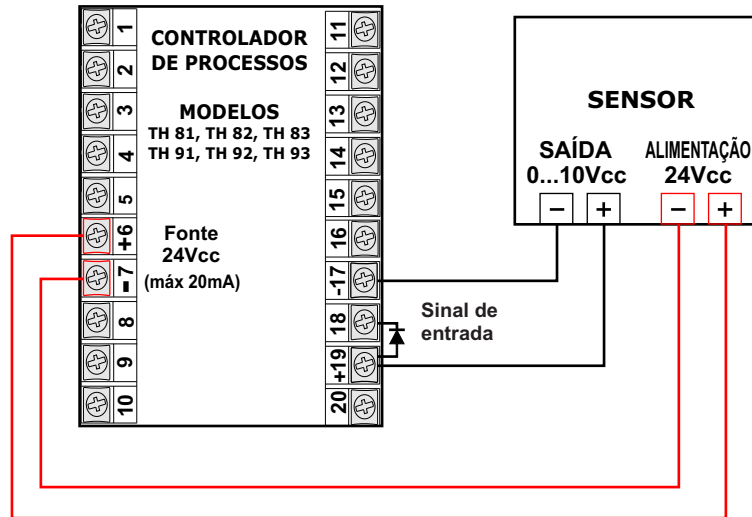 CONTROLADOR
DE PROCESSOS
MODELOS
TH 81, TH 82, TH 83
TH 91, TH 92, TH 93
1
2
3
4
5
+6
-7
8
9
10
Fonte
24Vcc
(máx 20mA)
11
12
13
14
15
16
-17
18
+19
20
Sinal de
entrada
SENSOR
SAÍDA
0...10Vcc
ALIMENTAÇÃO
24Vcc
− + − +